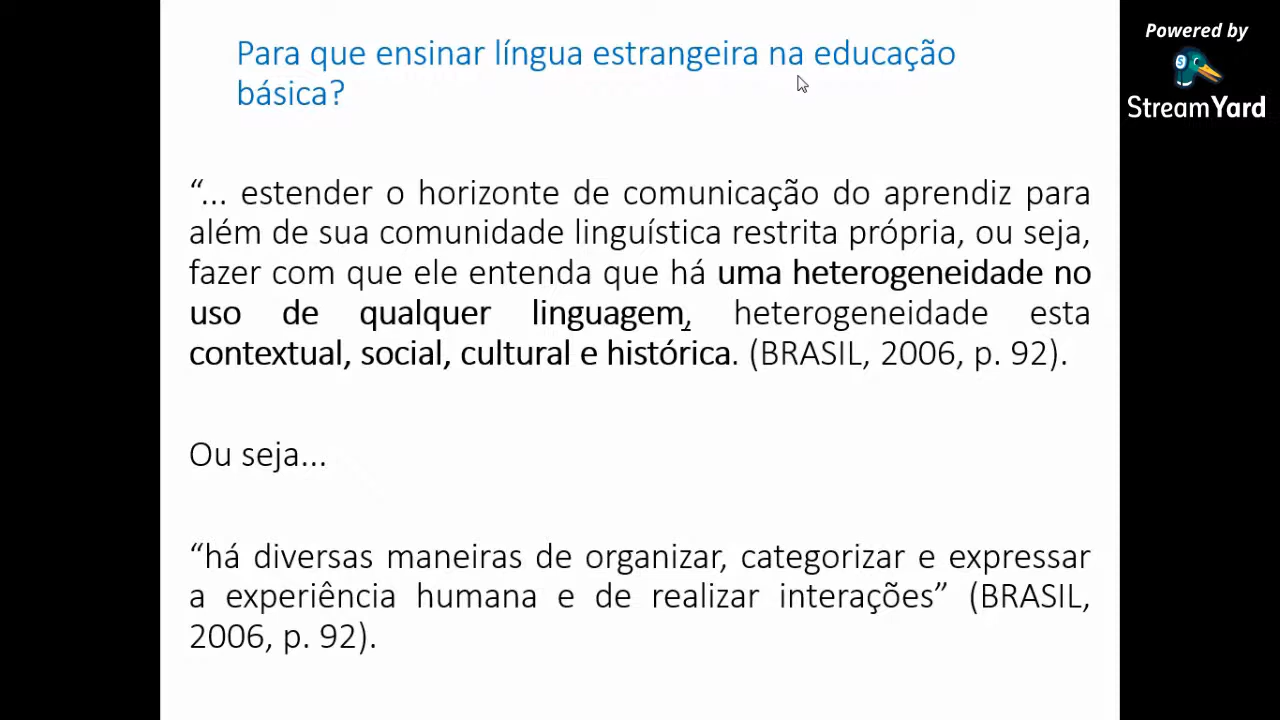 Powered by
StreamYard
Para que ensinar língua estrangeira na educação
básica?
“... estender o horizonte de comunicação do aprendiz para
além de sua comunidade linguística restrita própria, ou seja,
fazer com que ele entenda que há uma heterogeneidade no
uso de qualquer linguagem, heterogeneidade esta
contextual, social, cultural e histórica. (BRASIL, 2006, p. 92).
Ou seja...
“há diversas maneiras de organizar, categorizar e expressar
a experiência humana e de realizar interações” (BRASIL,
2006, p. 92).